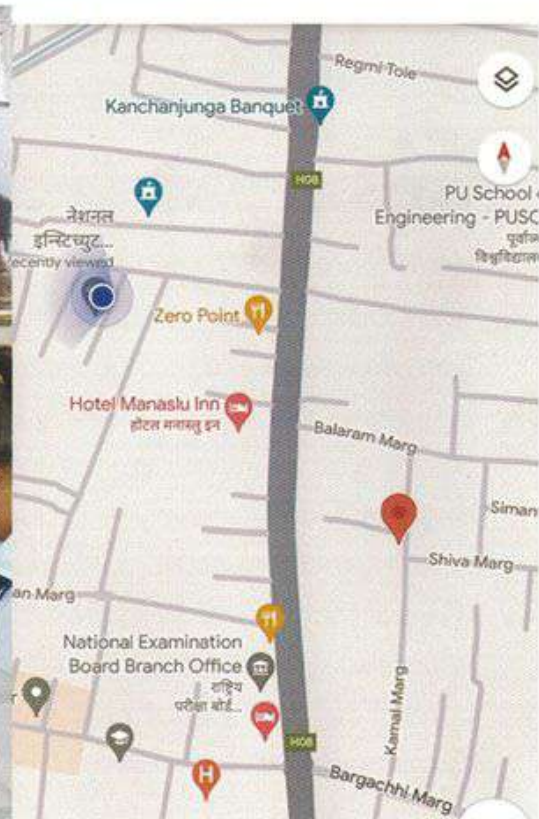 Regmi Tole
Kanchanjunga Banquet
H08
PU School
Engineering - PUSC
नेशनल
इन्स्टिच्युट...
ecently viewed
Zero Point
Hotel Manaslu Inn
होटल मनास्लु इन
Balaram Marg
Siman
Shiva Marg
an Marg
National Examination
Board Branch Office
राष्ट्रिय
परीक्षा बोर्ड...
Kamal Marg
H08
H
Bargachhi Marg